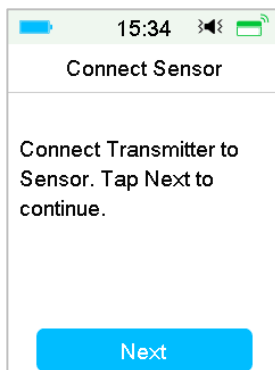 15:34
Connect Sensor
Connect Transmitter to
Sensor. Tap Next to
continue.
Next